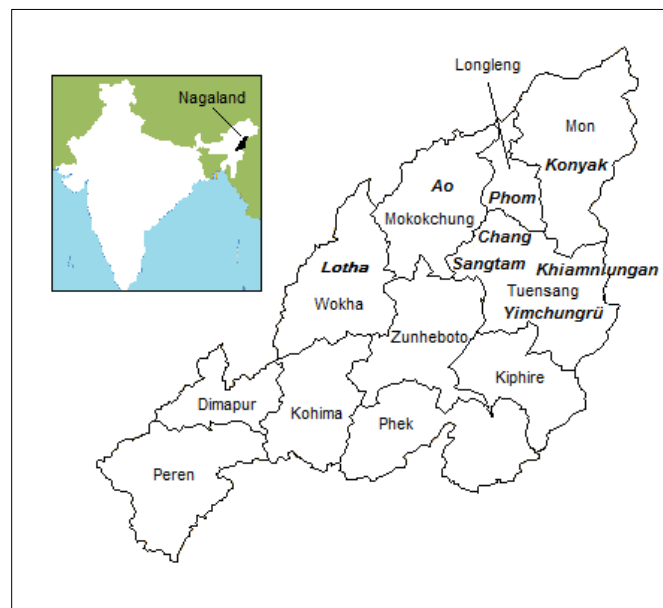 Longleng
Nagaland
Mon
Konyak
Ao
Phom
Mokokchung
Chang
Sangtam
Khiamniungan
Lotha
Tuensang
Wokha
Yimchungrü
Zunheboto
Kiphire
Dimapur
Kohima
Phek
Peren